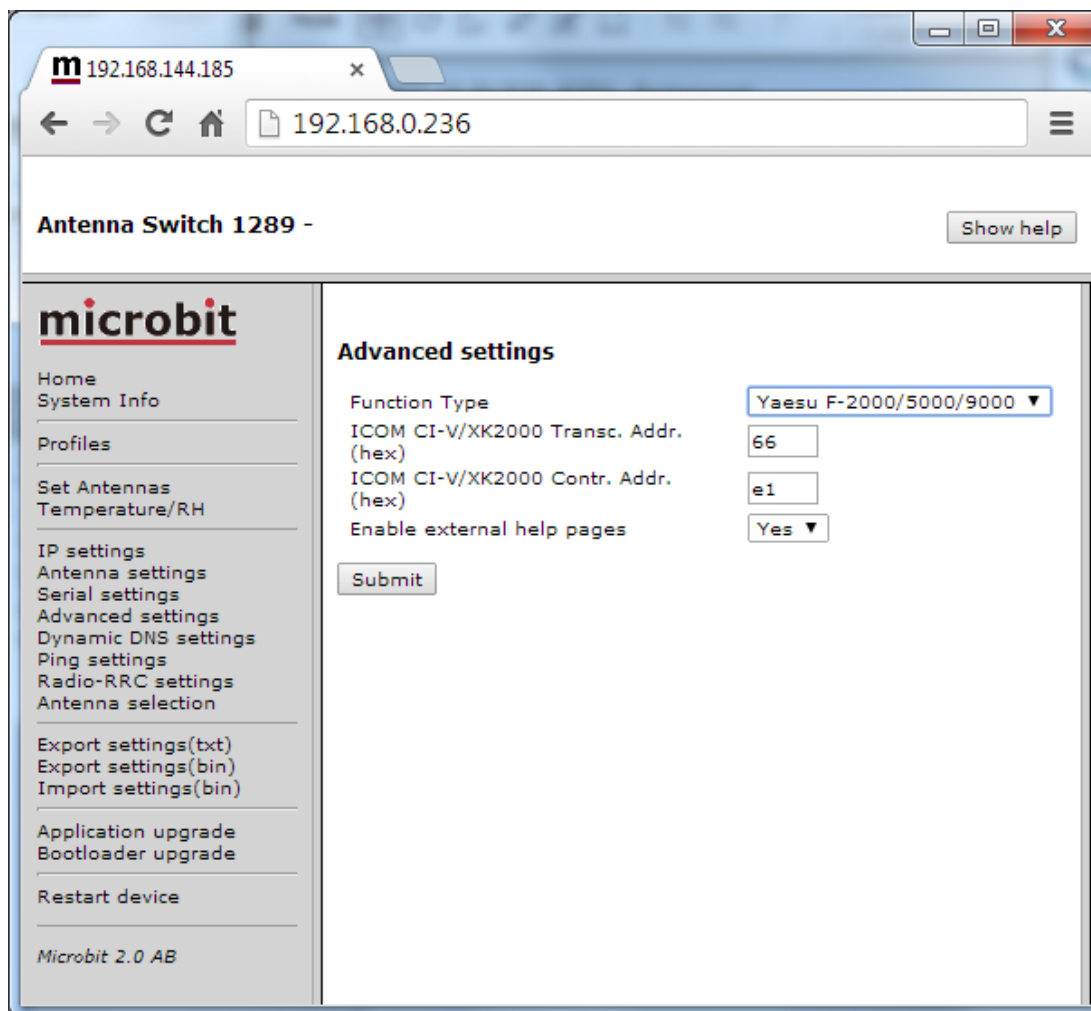 192.168.144.185
192.168.0.236
Antenna Switch 1289 -
Show help
microbit
Home
System Info
Profiles
Set Antennas
Temperature/RH
IP settings
Antenna settings
Serial settings
Advanced settings
Dynamic DNS settings
Ping settings
Radio-RRC settings
Antenna selection
Export settings(txt)
Export settings(bin)
Import settings(bin)
Application upgrade
Bootloader upgrade
Restart device
Microbit 2.0 AB
Advanced settings
Function Type Yaesu F-2000/5000/9000
ICOM CI-V/XK2000 Transc. Addr.
(hex) 66
ICOM CI-V/XK2000 Contr. Addr.
(hex) e1
Enable external help pages Yes
Submit